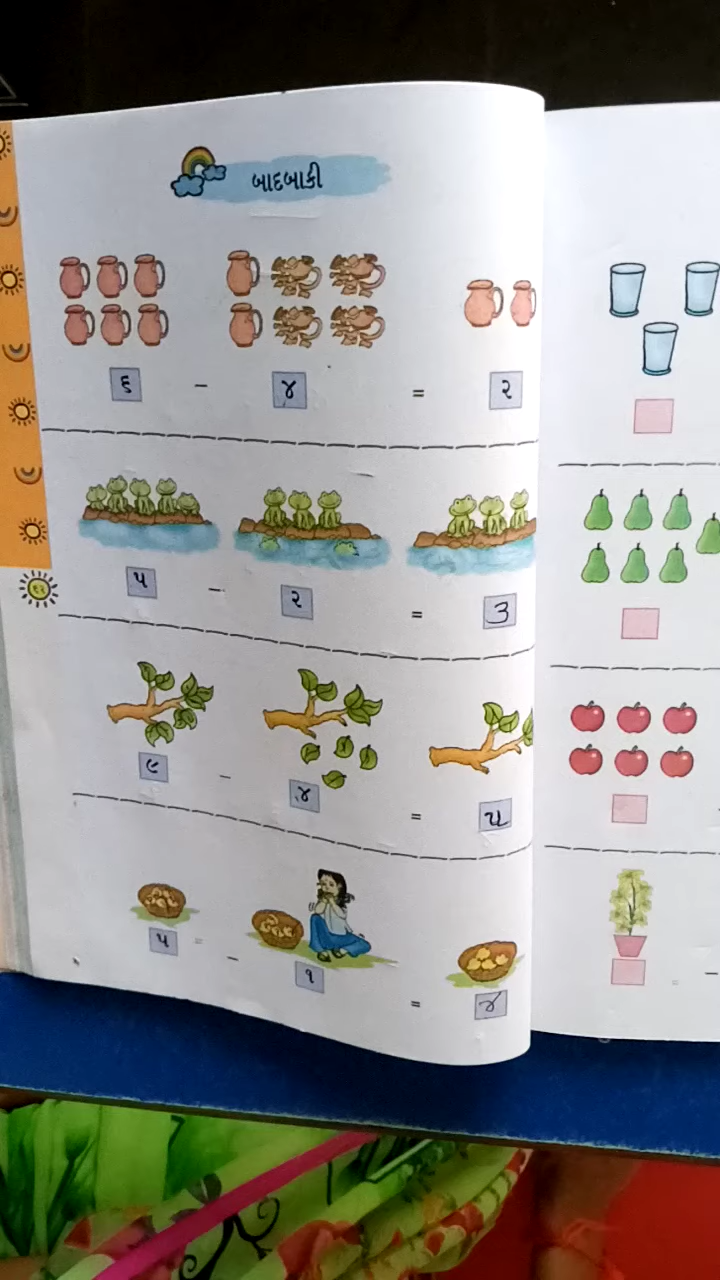 બાદબાકી
૬ – ૪ = ૨
૫ – ૨ = ૩
૯ – ૪ = ૫
૫ – ૧ = ૪